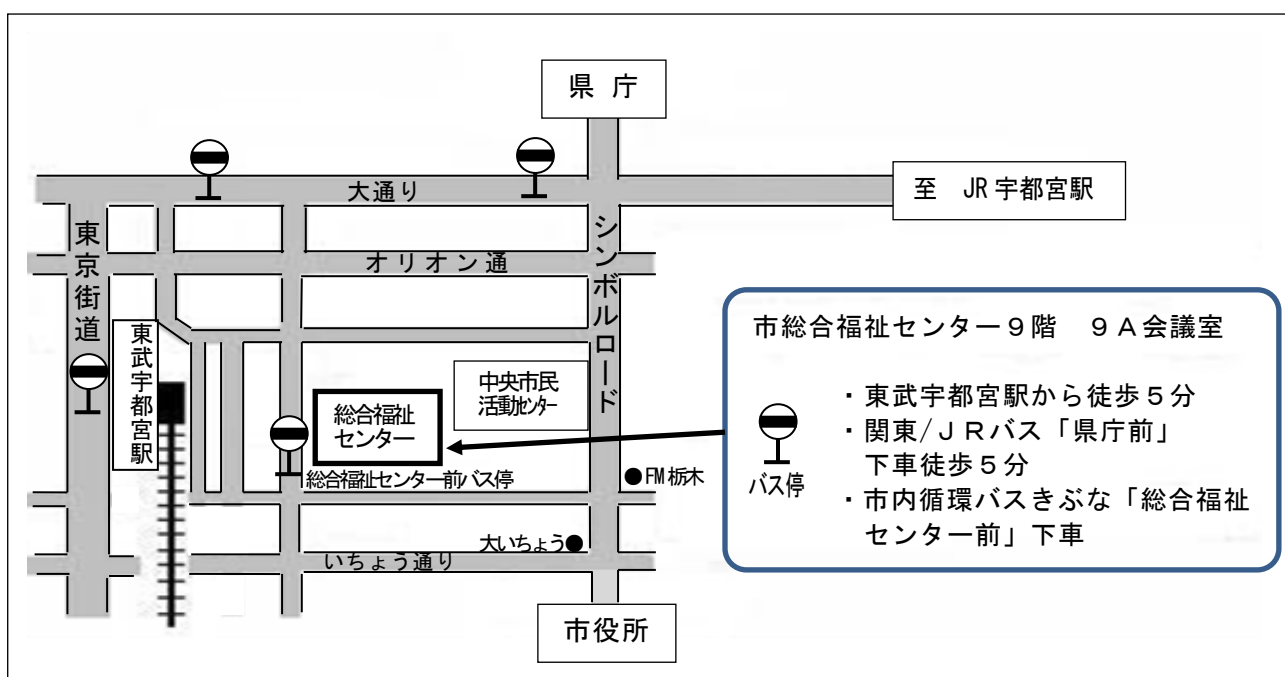 県 庁
大通り
至 JR宇都宮駅
東京街道
シンボルロード
オリオン通
東武宇都宮駅
中央市民
活動センター
総合福祉
センター
総合福祉センター前バス停
●FM栃木
大いちょう●
いちょう通り
市役所
市総合福祉センター9階 9A会議室
・東武宇都宮駅から徒歩5分
・関東/JRバス「県庁前」
下車徒歩5分
・市内循環バスきぶな「総合福祉
センター前」下車
バス停